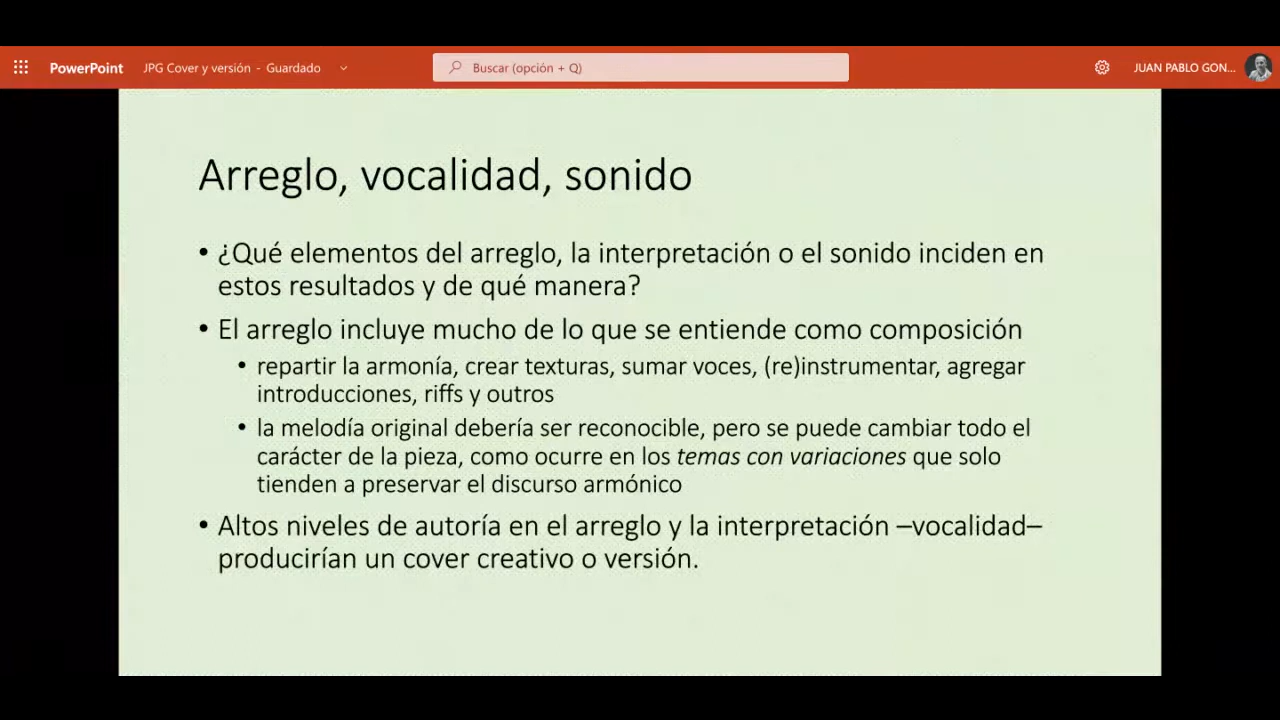 PowerPoint JPG Cover y versión - Guardado Buscar (opción + Q) JUAN PABLO GON...
Arreglo, vocalidad, sonido
• ¿Qué elementos del arreglo, la interpretación o el sonido inciden en
estos resultados y de qué manera?
• El arreglo incluye mucho de lo que se entiende como composición
• repartir la armonía, crear texturas, sumar voces, (re)instrumentar, agregar
introducciones, riffs y outros
• la melodía original debería ser reconocible, pero se puede cambiar todo el
carácter de la pieza, como ocurre en los temas con variaciones que solo
tienden a preservar el discurso armónico
• Altos niveles de autoría en el arreglo y la interpretación –vocalidad–
producirían un cover creativo o versión.